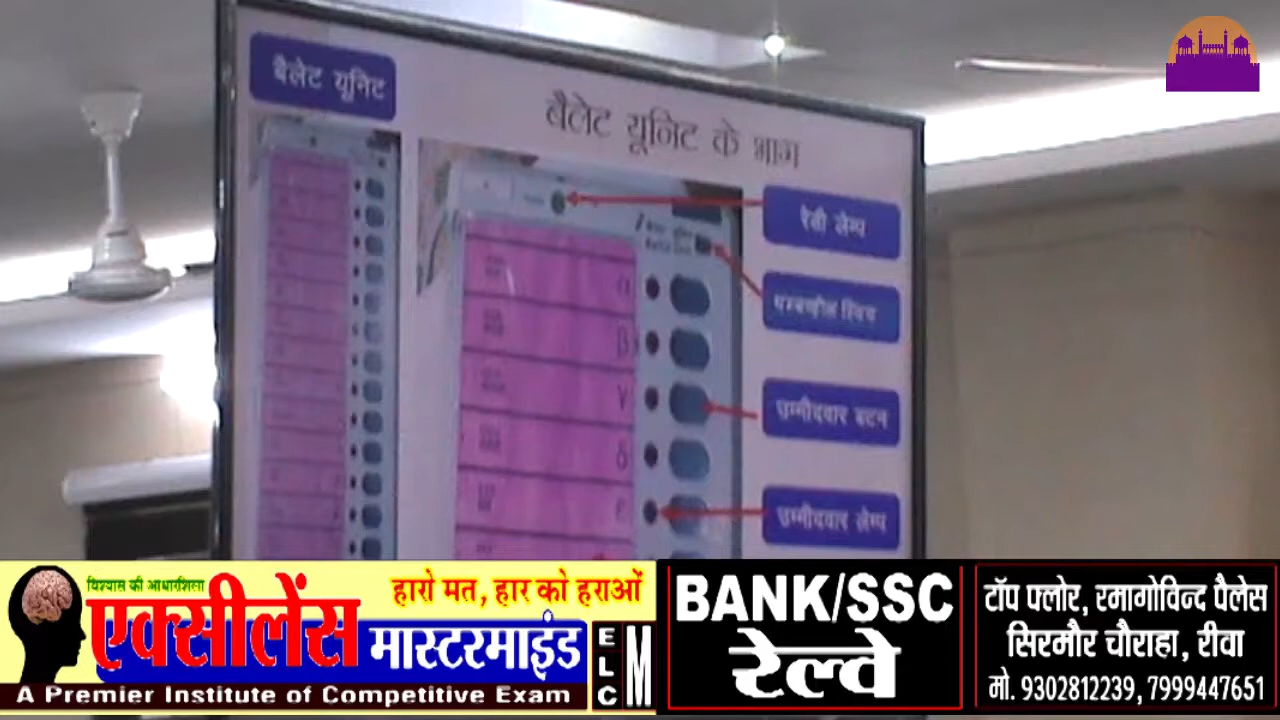 बैलेट यूनिट
बैलेट यूनिट के भाग
रेडी लेम्प
उम्मीदवार बटन
उम्मीदवार लेम्प
विश्वास की आधारशिला
एक्सीलेंस
हारो मत, हार को हराओं
मास्टरमाइंड
A Premier Institute of Competitive Exam
ELC
M
BANK/SSC
रेल्वे
टॉप फ्लोर, रमागोविन्द पैलेस
सिरमौर चौराहा, रीवा
मो. 9302812239, 7999447651